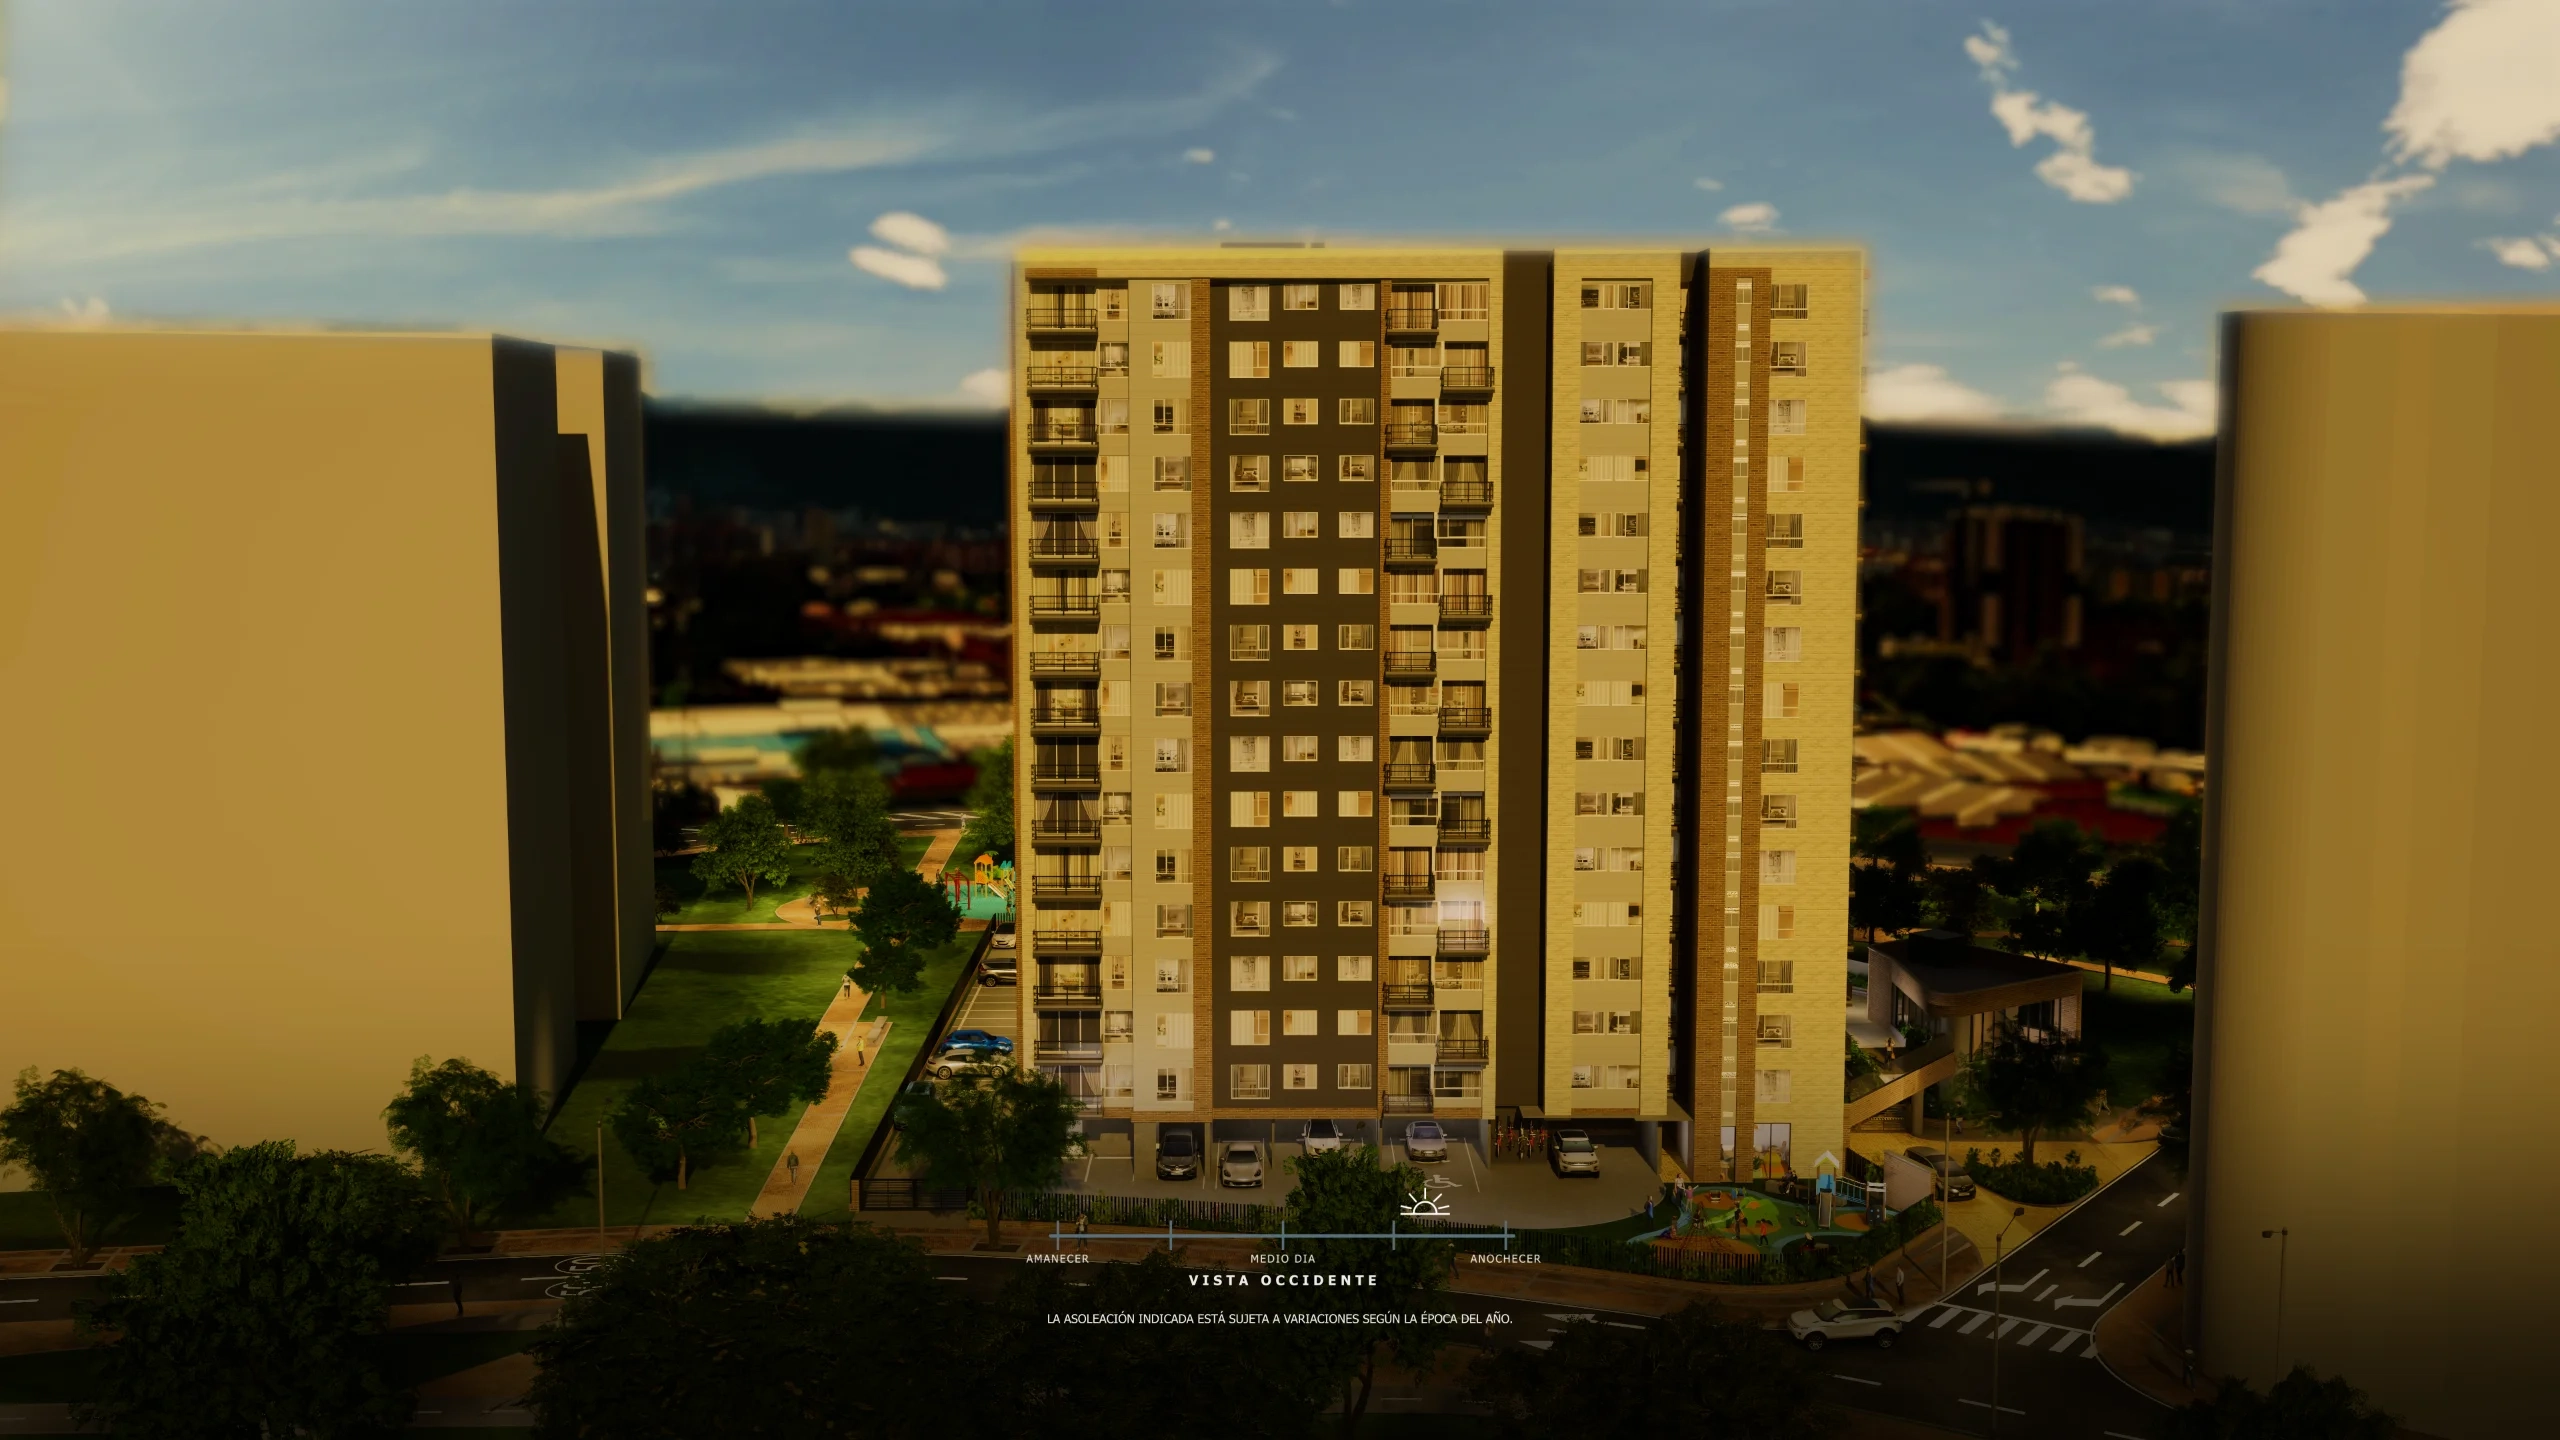 AMANECER MEDIO DIA ANOCHECER
VISTA OCCIDENTE
LA ASOLEACIÓN INDICADA ESTÁ SUJETA A VARIACIONES SEGÚN LA ÉPOCA DEL AÑO.